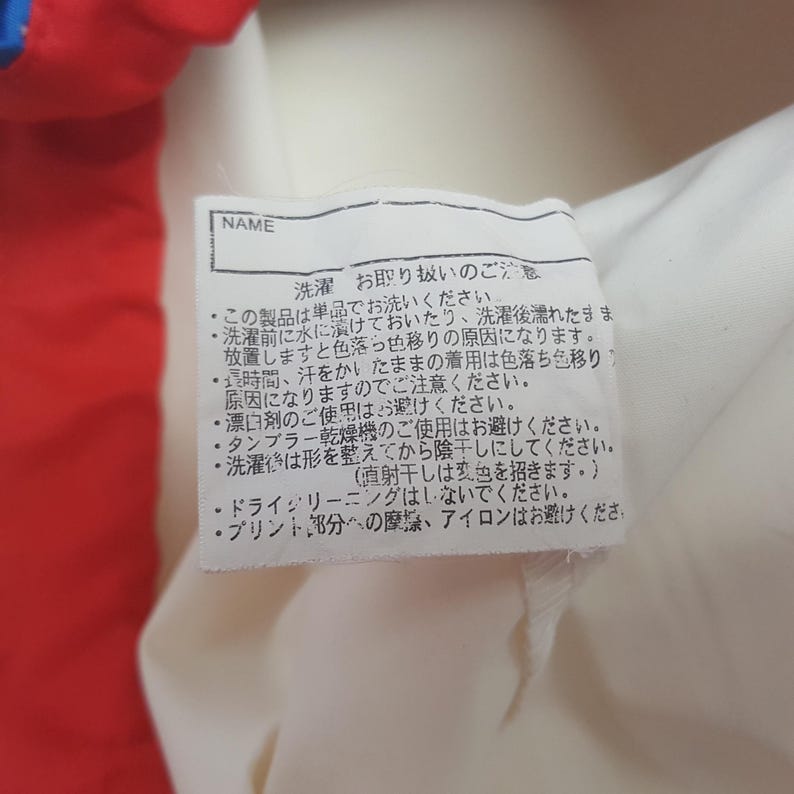 NAME
洗濯 お取り扱いのご注意
・この製品は単品でお洗いください。
・洗濯前に水に漬けておいたり、洗濯後濡れたまま
放置しますと色落ち色移りの原因になります。
・長時間、汗をかいたままの着用は色落ち色移りの
原因になりますのでご注意ください。
・漂白剤のご使用はお避けください。
・タンブラー乾燥機のご使用はお避けください。
・洗濯後は形を整えてから陰干しにしてください。
(直射干しは変色を招きます。)
・ドライクリーニングはしないでください。
・プリント部分への摩擦、アイロンはお避けくださ